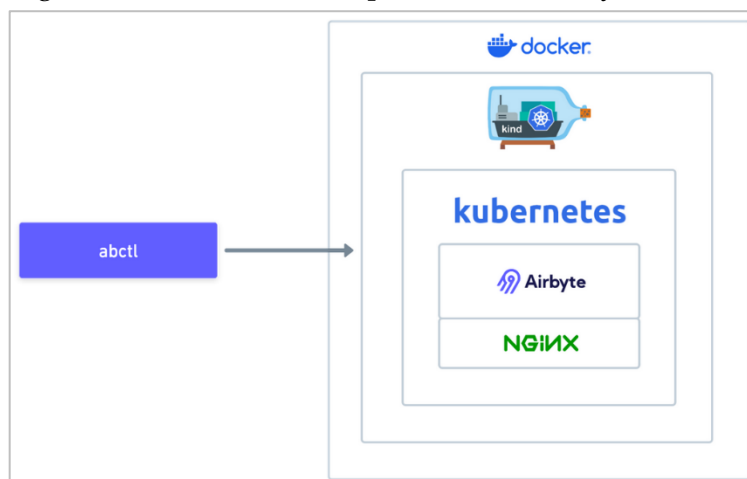 docker
kind
kubernetes
abctl
Airbyte
NGINX